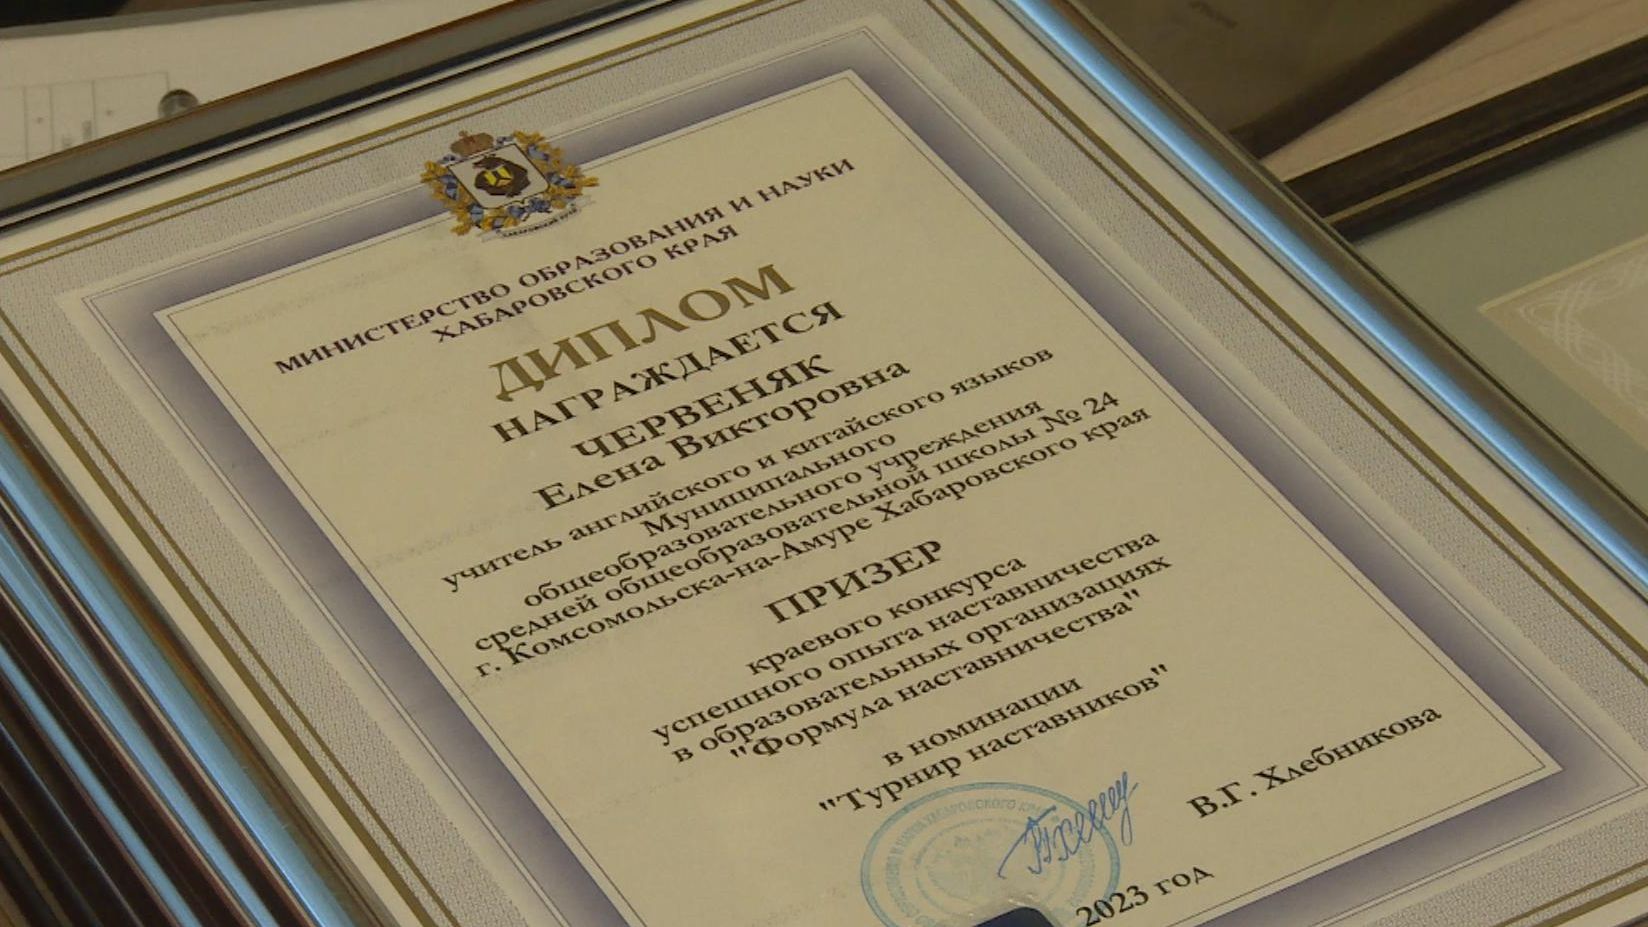 ХАБАРОВСКИЙ КРАЙ
МИНИСТЕРСТВО ОБРАЗОВАНИЯ И НАУКИ
ХАБАРОВСКОГО КРАЯ
ДИПЛОМ
НАГРАЖДАЕТСЯ
ЧЕРВЕНЯК
Елена Викторовна
учитель английского и китайского языков
Муниципального
общеобразовательного учреждения
средней общеобразовательной школы № 24
г. Комсомольска-на-Амуре Хабаровского края
ПРИЗЕР
краевого конкурса
успешного опыта наставничества
в образовательных организациях
"Формула наставничества"
в номинации
"Турнир наставников"
В.Г. Хлебникова
2023 год